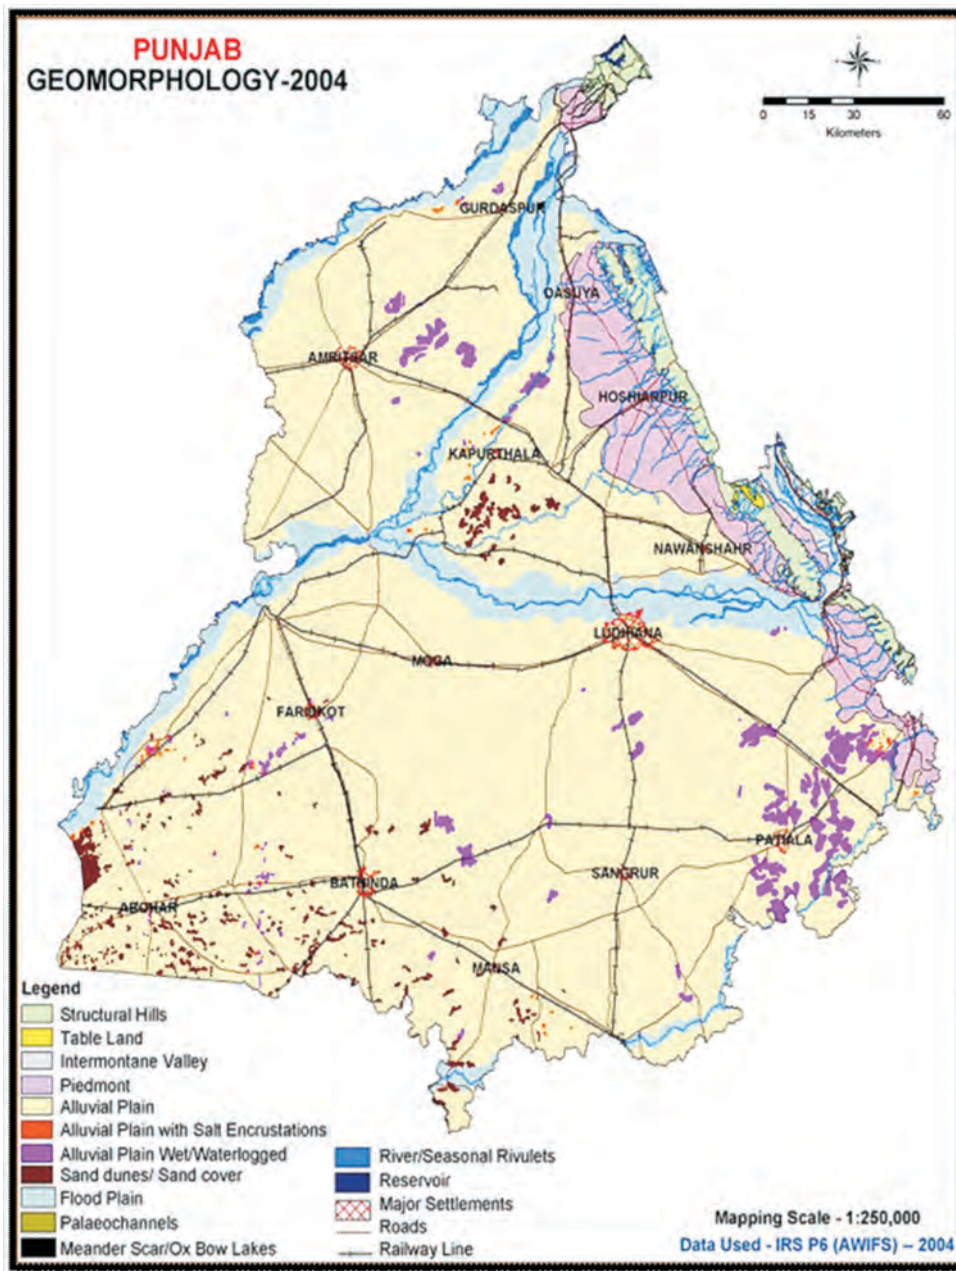 PUNJAB
GEOMORPHOLOGY-2004
0 15 30 60
Kilometers
GURDASPUR
DASUYA
AMRITSAR
HOSHIARPUR
KAPURTHALA
NAWANSHAHR
LUDHIANA
MOGA
FARIDKOT
PATIALA
BATHINDA
SANGRUR
ABOHAR
MANSA
Legend
Structural Hills
Table Land
Intermontane Valley
Piedmont
Alluvial Plain
Alluvial Plain with Salt Encrustations
Alluvial Plain Wet/Waterlogged
Sand dunes/ Sand cover
Flood Plain
Palaeochannels
Meander Scar/Ox Bow Lakes
River/Seasonal Rivulets
Reservoir
Major Settlements
Roads
Railway Line
Mapping Scale - 1:250,000
Data Used - IRS P6 (AWIFS) – 2004